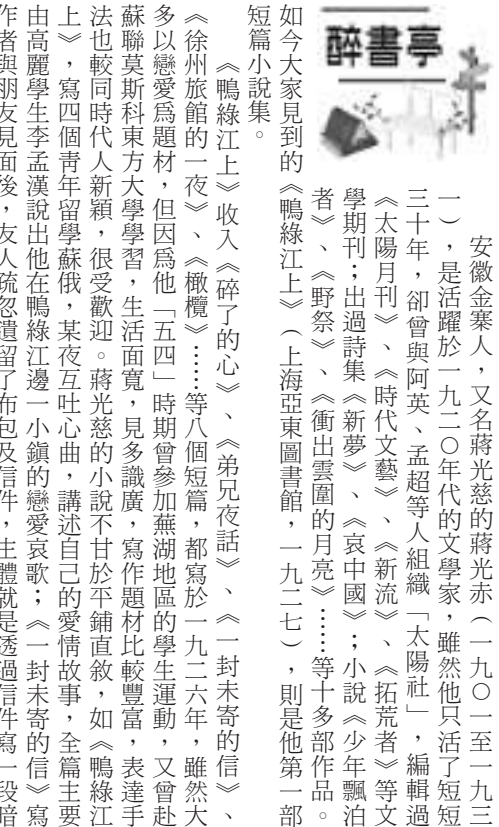 醉書亭
安徽金寨人，又名蔣光慈的蔣光赤（一九〇一至一九三
一），是活躍於一九二〇年代的文學家，雖然他只活了短短
三十年，卻曾與阿英、孟超等人組織「太陽社」，編輯過
《太陽月刊》、《時代文藝》、《新流》、《拓荒者》等文
學期刊；出過詩集《新夢》、《哀中國》；小說《少年飄泊
者》、《野祭》、《衝出雲圍的月亮》……等十多部作品。
如今大家見到的《鴨綠江上》（上海亞東圖書館，一九二七），則是他第一部
短篇小說集。
《鴨綠江上》收入《碎了的心》、《弟兄夜話》、《一封未寄的信》、
《徐州旅館的一夜》、《橄欖》……等八個短篇，都寫於一九二六年，雖然大
多以戀愛爲題材，但因爲他「五四」時期曾參加蕪湖地區的學生運動，又曾赴
蘇聯莫斯科東方大學學習，生活面寬，見多識廣，寫作題材比較豐富，表達手
法也較同時代人新穎，很受歡迎。蔣光慈的小說不甘於平鋪直敘，如《鴨綠江
上》，寫四個青年留學蘇俄，某夜互吐心曲，講述自己的愛情故事，全篇主要
由高麗學生李孟漢說出他在鴨綠江邊一小鎭的戀愛哀歌；《一封未寄的信》寫
作者與朋友見面後，友人疏忽遺留了布包及信件，主體就是透過信件寫一段暗